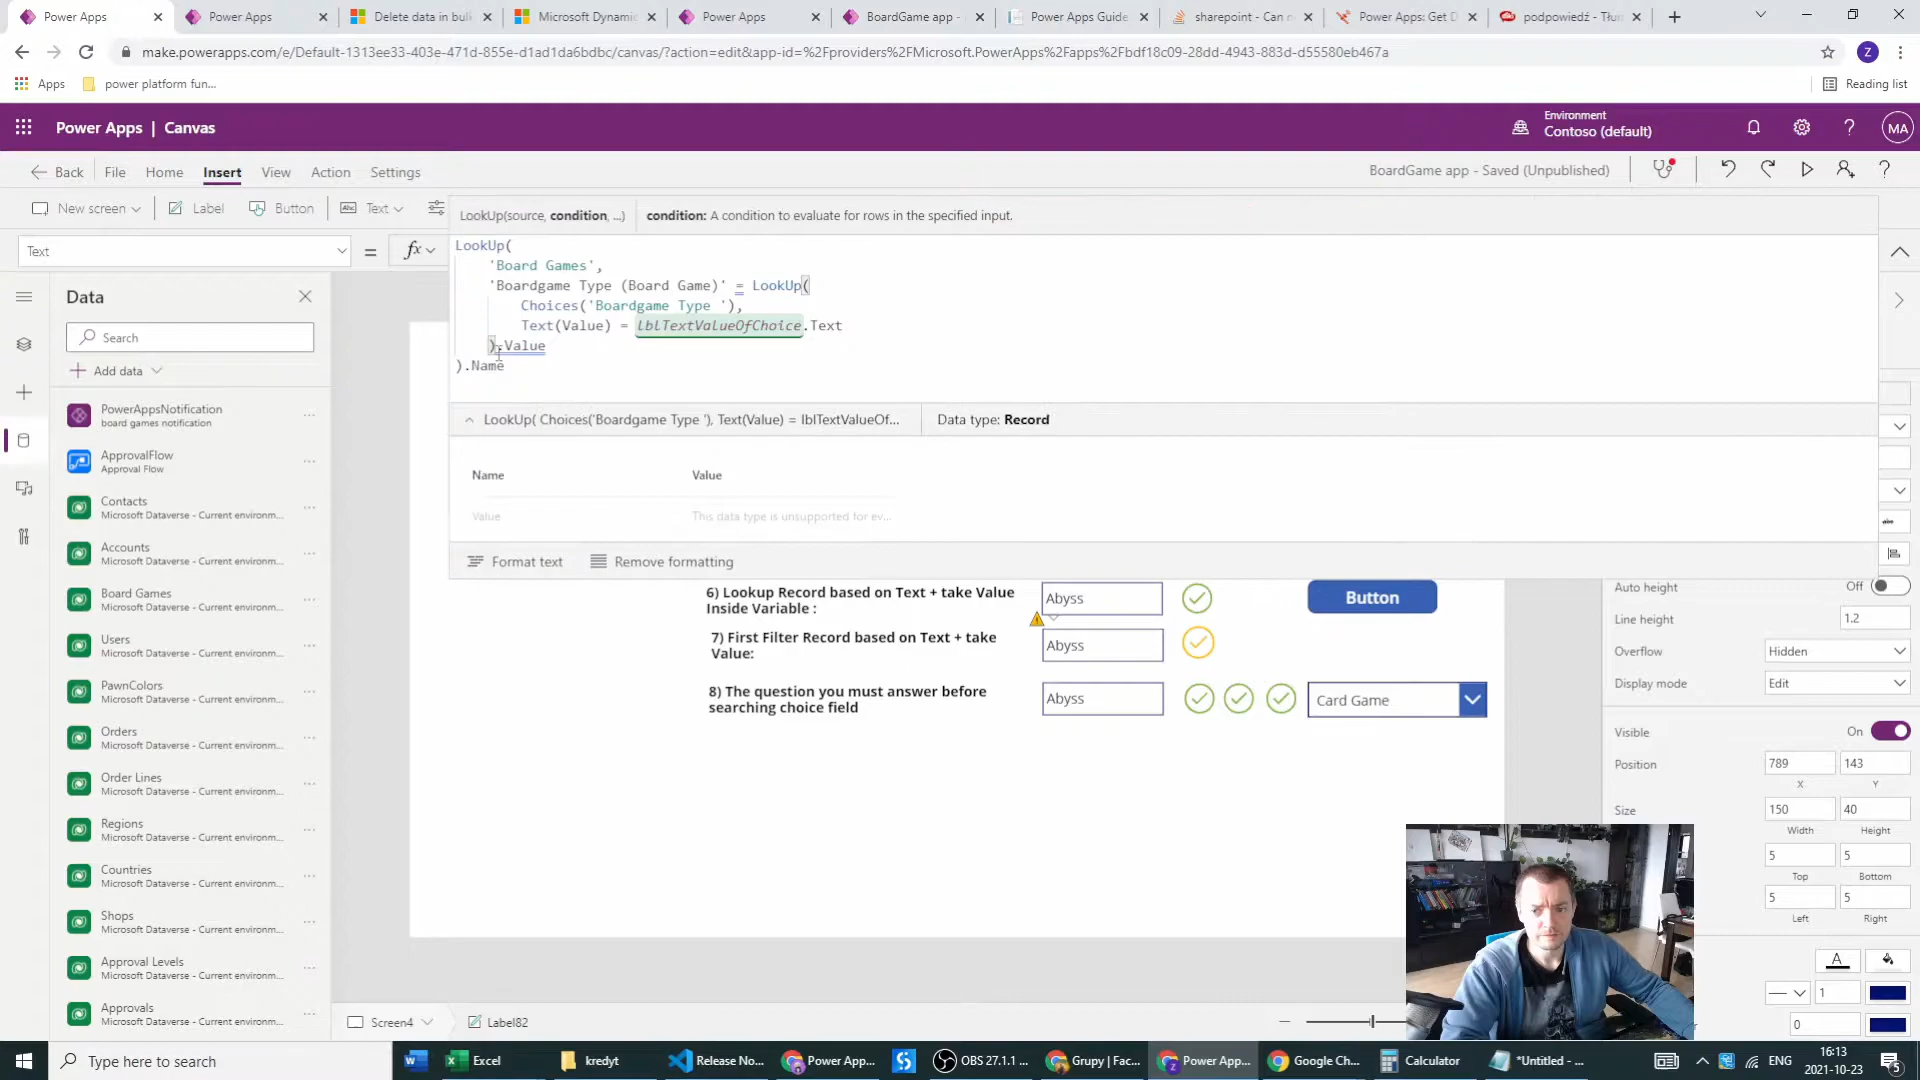 Power Apps
Power Apps
Delete data in bulk
Microsoft Dynamic
Power Apps
BoardGame app -
Power Apps Guide
sharepoint - Can n
Power Apps: Get D
podpowiedź - Tłum
make.powerapps.com/e/Default-1313ee33-403e-471d-855e-d1ad1da6bdbc/canvas/?action=edit&app-id=%2Fproviders%2FMicrosoft.PowerApps%2Fapps%2Fbdf18c09-28dd-4943-883d-d55580eb467a
Z
Apps
power platform fun...
Reading list
Power Apps | Canvas
Environment
Contoso (default)
MA
Back
File
Home
Insert
View
Action
Settings
BoardGame app - Saved (Unpublished)
New screen
Label
Button
Text
LookUp(source, condition, ...)
condition: A condition to evaluate for rows in the specified input.
Text
=
fx
LookUp(
'Board Games',
'Boardgame Type (Board Game)' = LookUp(
Choices('Boardgame Type '),
Text(Value) = lblTextValueOfChoice.Text
).Value
).Name
LookUp( Choices('Boardgame Type '), Text(Value) = lblTextValueOf...
Data type: Record
Name
Value
Value
This data type is unsupported for ev...
Format text
Remove formatting
Data
Search
Add data
PowerAppsNotification
board games notification
ApprovalFlow
Approval Flow
Contacts
Microsoft Dataverse - Current environm...
Accounts
Microsoft Dataverse - Current environm...
Board Games
Microsoft Dataverse - Current environm...
Users
Microsoft Dataverse - Current environm...
PawnColors
Microsoft Dataverse - Current environm...
Orders
Microsoft Dataverse - Current environm...
Order Lines
Microsoft Dataverse - Current environm...
Regions
Microsoft Dataverse - Current environm...
Countries
Microsoft Dataverse - Current environm...
Shops
Microsoft Dataverse - Current environm...
Approval Levels
Microsoft Dataverse - Current environm...
Approvals
Microsoft Dataverse - Current environm...
6) Lookup Record based on Text + take Value
Inside Variable :
Abyss
Button
7) First Filter Record based on Text + take
Value:
Abyss
8) The question you must answer before
searching choice field
Abyss
Card Game
Auto height
Off
Line height
1.2
Overflow
Hidden
Display mode
Edit
Visible
On
Position
789
143
X
Y
Size
150
40
Width
Height
5
5
Top
Bottom
5
5
Left
Right
A
1
0
Screen4
Label82
Type here to search
Excel
kredyt
Release No...
Power App...
OBS 27.1.1 ...
Grupy | Fac...
Power App...
Google Ch...
Calculator
*Untitled - ...
ENG
16:13
2021-10-23
5